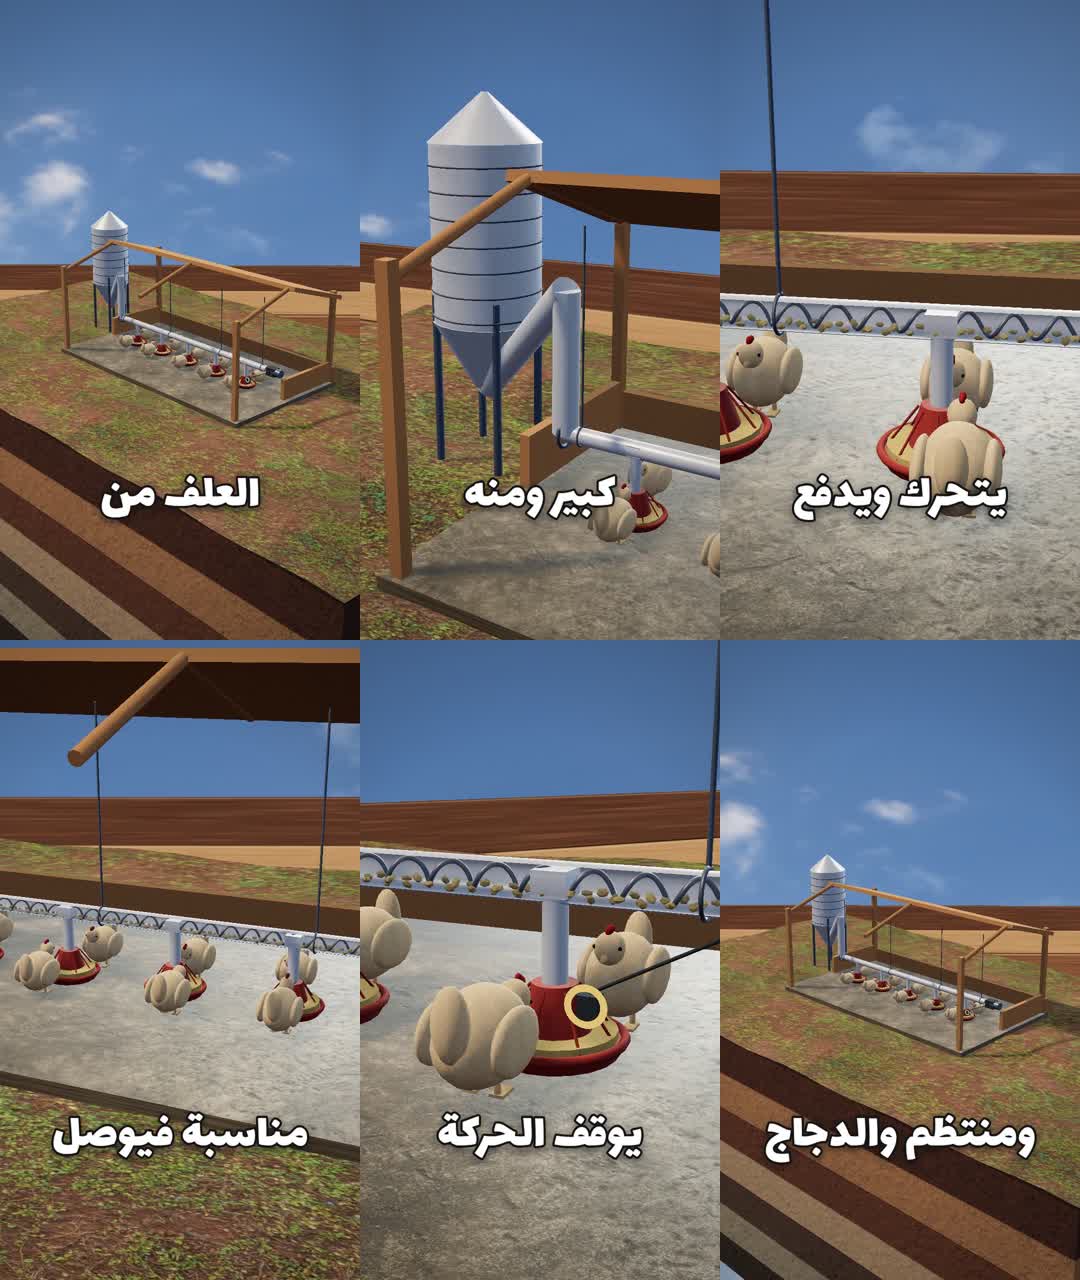 العلف من
كبير ومنه
يتحرك ويدفع
مناسبة فيوصل
يوقف الحركة
ومنتظم والدجاج